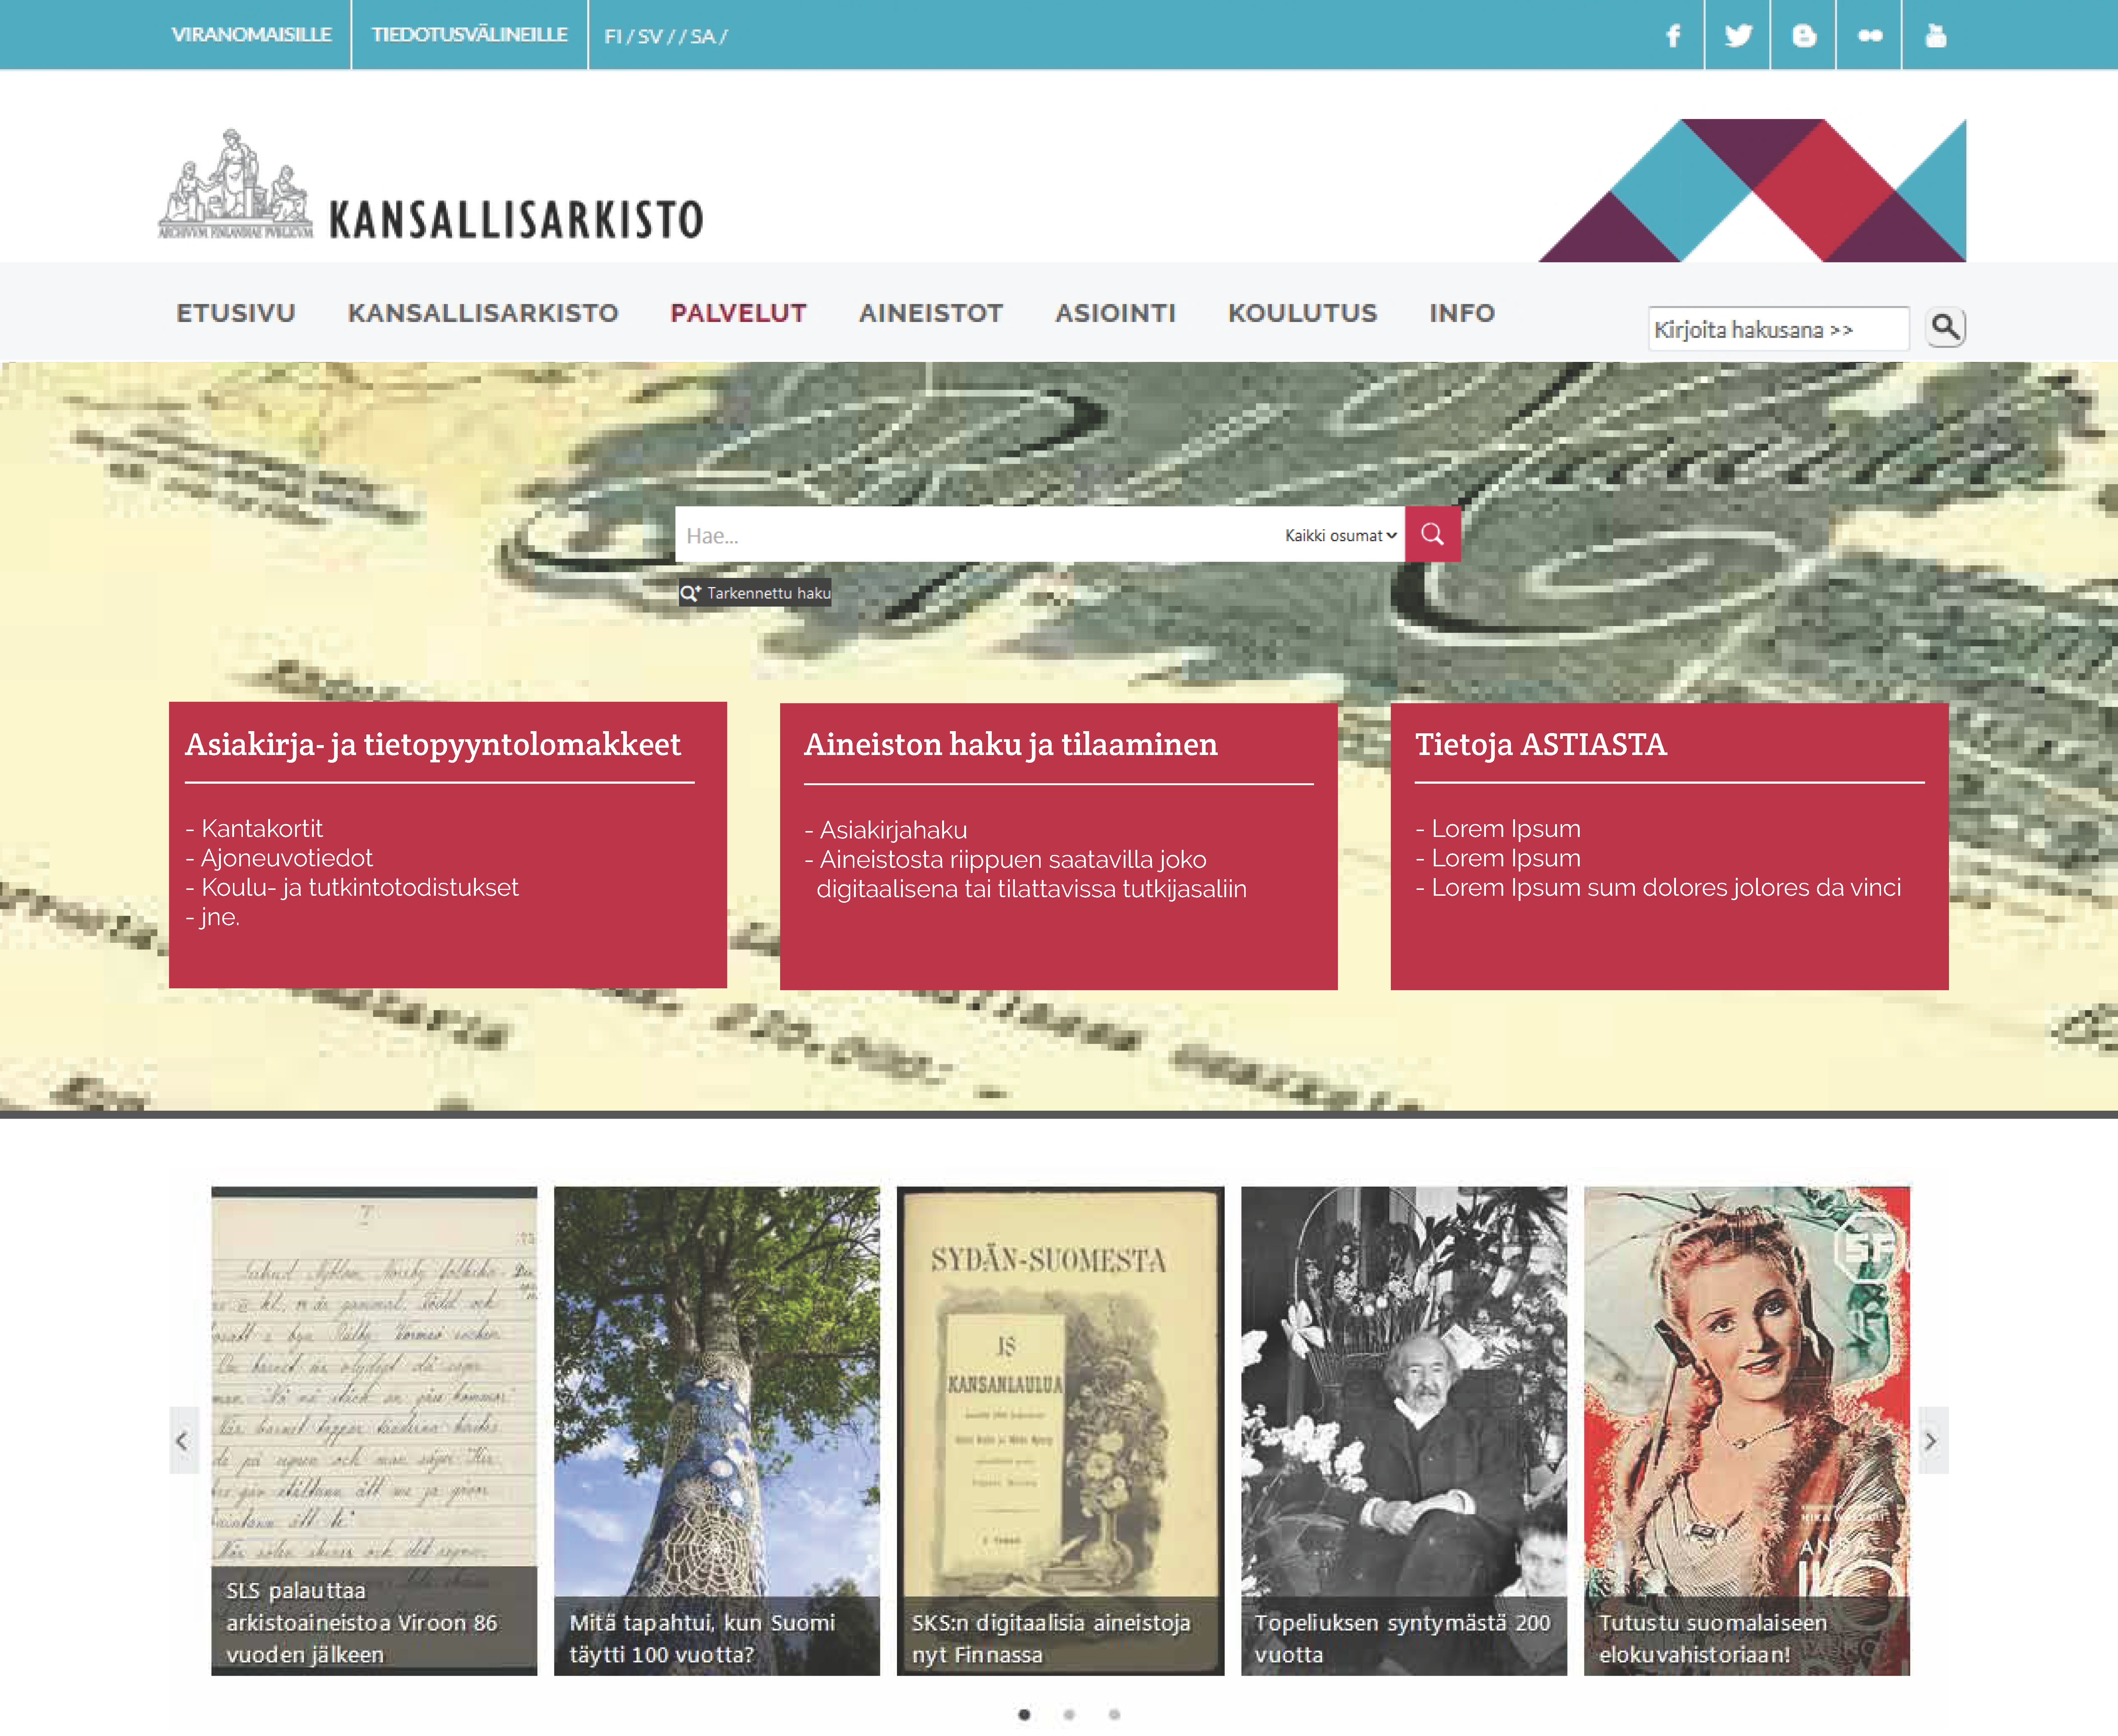 VIRANOMAISILLE
TIEDOTUSVÄLINEILLE
FI / SV / / SA /
ARCHIVVM FINLANDIAE PVBLICVM
KANSALLISARKISTO
ETUSIVU
KANSALLISARKISTO
PALVELUT
AINEISTOT
ASIOINTI
KOULUTUS
INFO
Kirjoita hakusana >>
Hae...
Kaikki osumat
Tarkennettu haku
Asiakirja- ja tietopyyntolomakkeet
- Kantakortit
- Ajoneuvotiedot
- Koulu- ja tutkintotodistukset
- jne.
Aineiston haku ja tilaaminen
- Asiakirjahaku
- Aineistosta riippuen saatavilla joko
digitaalisena tai tilattavissa tutkijasaliin
Tietoja ASTIASTA
- Lorem Ipsum
- Lorem Ipsum
- Lorem Ipsum sum dolores jolores da vinci
SLS palauttaa
arkistoaineistoa Viroon 86
vuoden jälkeen
Mitä tapahtui, kun Suomi
täytti 100 vuotta?
SYDÄN-SUOMESTA
KANSANLAULUA
SKS:n digitaalisia aineistoja
nyt Finnassa
Topeliuksen syntymästä 200
vuotta
SF
Tutustu suomalaiseen
elokuvahistoriaan!